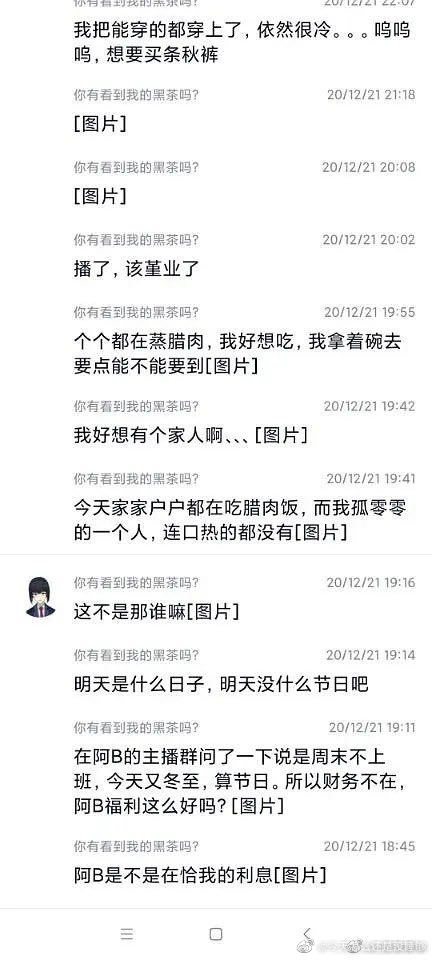 你有看到我的黑茶吗?
20/12/21 22:07
我把能穿的都穿上了,依然很冷。。。呜呜
呜,想要买条秋裤
你有看到我的黑茶吗?
20/12/21 21:18
[图片]
你有看到我的黑茶吗?
20/12/21 20:08
[图片]
你有看到我的黑茶吗?
20/12/21 20:02
播了,该堇业了
你有看到我的黑茶吗?
20/12/21 19:55
个个都在蒸腊肉,我好想吃,我拿着碗去
要点能不能要到[图片]
你有看到我的黑茶吗?
20/12/21 19:42
我好想有个家人啊、、、[图片]
你有看到我的黑茶吗?
20/12/21 19:41
今天家家户户都在吃腊肉饭,而我孤零零
的一个人,连口热的都没有[图片]
你有看到我的黑茶吗?
20/12/21 19:16
这不是那谁嘛[图片]
你有看到我的黑茶吗?
20/12/21 19:14
明天是什么日子,明天没什么节日吧
你有看到我的黑茶吗?
20/12/21 19:11
在阿B的主播群问了一下说是周末不上
班,今天又冬至,算节日。所以财务不在,
阿B福利这么好吗?[图片]
你有看到我的黑茶吗?
20/12/21 18:45
阿B是不是在恰我的利息[图片]